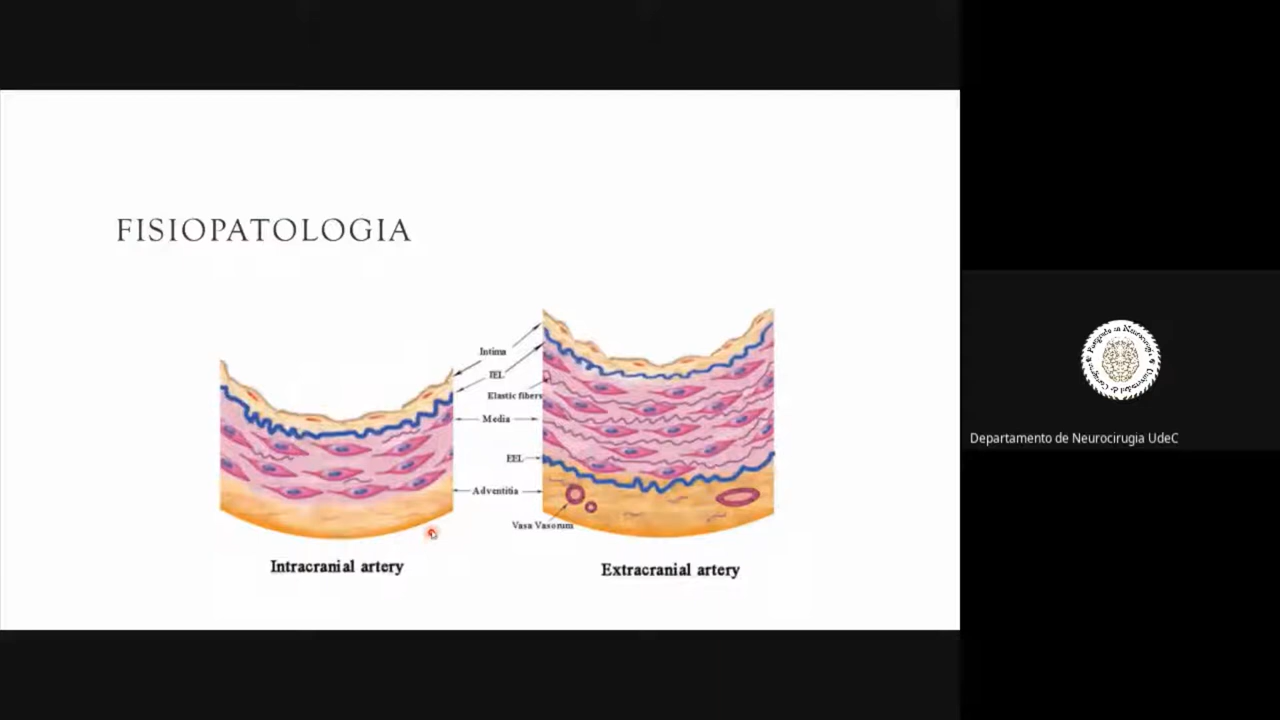 FISIOPATOLOGIA
Intima
IEL
Elastic fibers
Media
EEL
Adventitia
Vasa Vasorum
Intracranial artery
Extracranial artery
Departamento de Neurocirugia UdeC